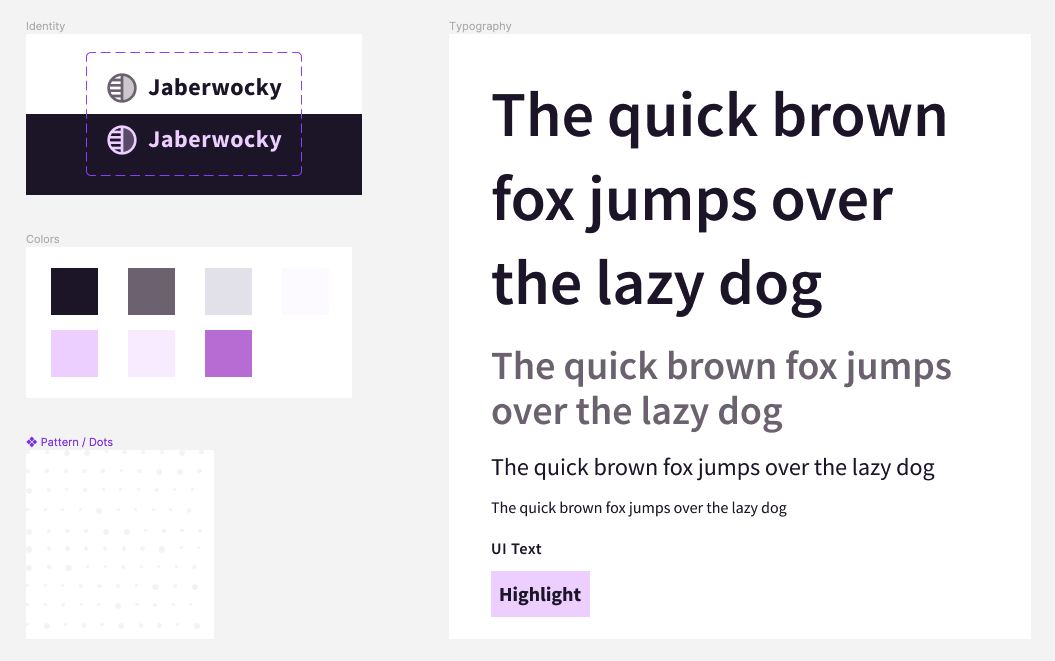 Identity
Jaberwocky
Jaberwocky
Colors
Pattern / Dots
Typography
The quick brown
fox jumps over
the lazy dog
The quick brown fox jumps
over the lazy dog
The quick brown fox jumps over the lazy dog
The quick brown fox jumps over the lazy dog
UI Text
Highlight